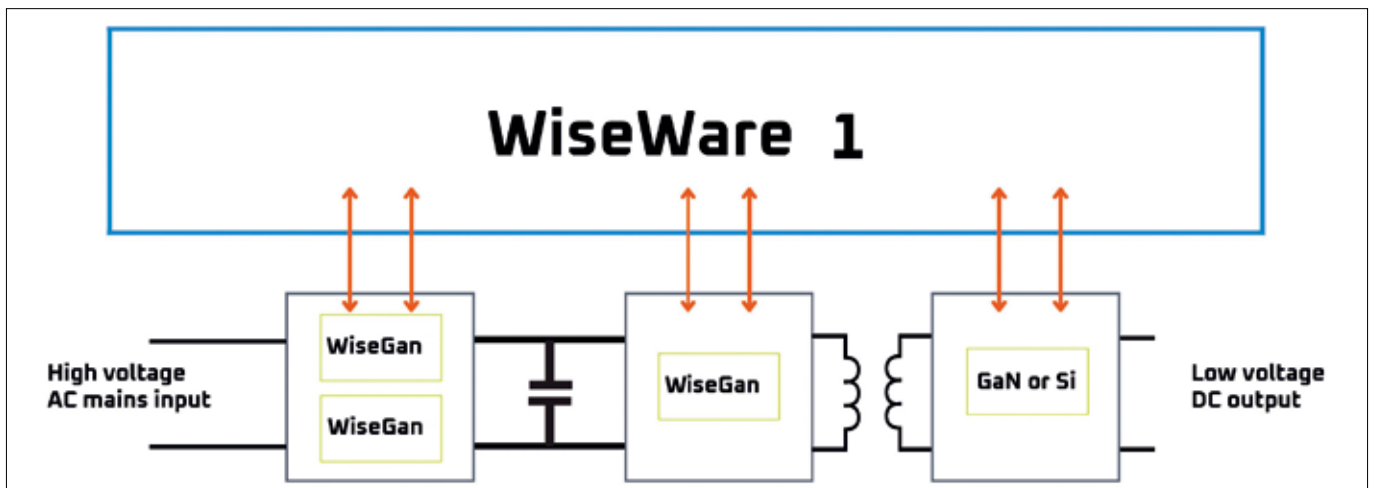 WiseWare 1
High voltage
AC mains input
WiseGan
WiseGan
WiseGan
GaN or Si
Low voltage
DC output